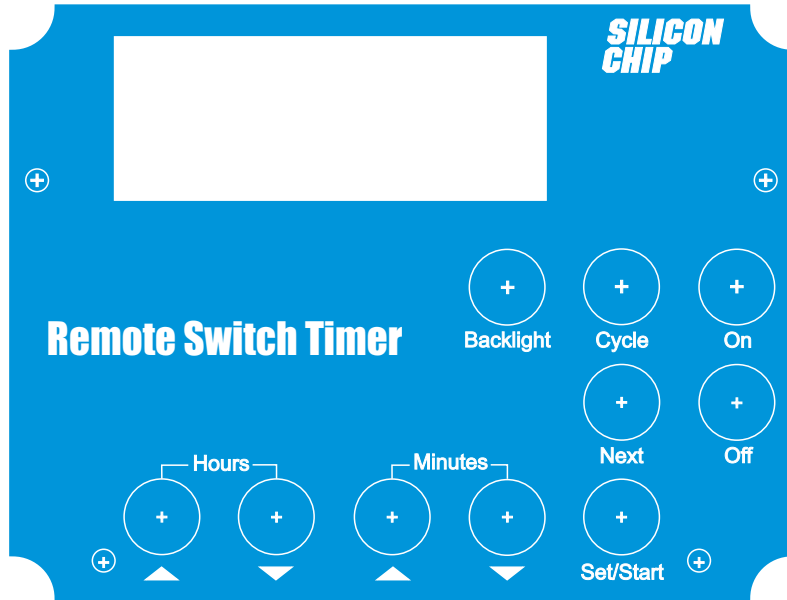 SILICON
CHIP
Remote Switch Timer
Backlight
Cycle
On
Next
Off
Hours
Minutes
Set/Start